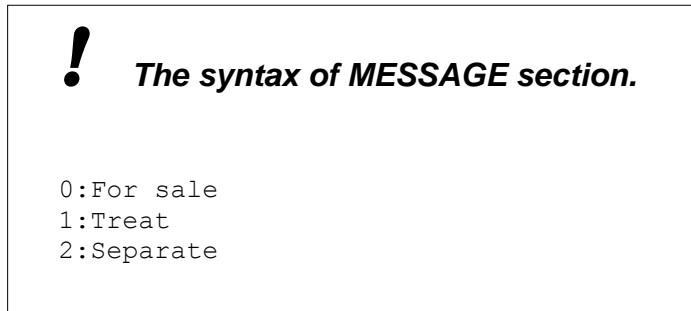 ! The syntax of MESSAGE section.
0:For sale
1:Treat
2:Separate